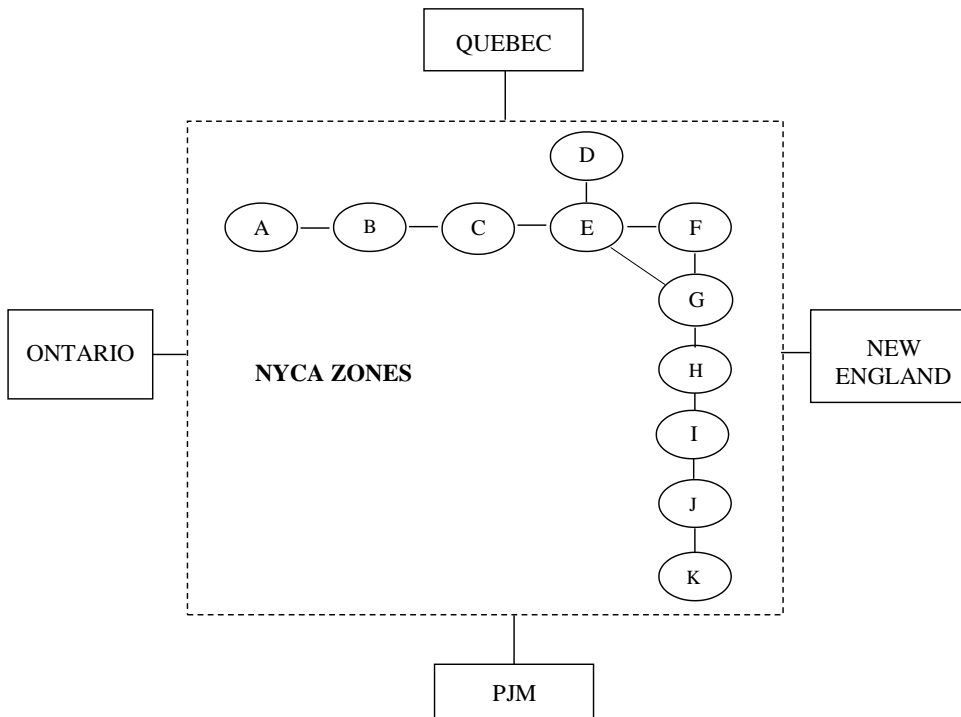 QUEBEC
D
A B C E F
G
ONTARIO
NEW
ENGLAND
NYCA ZONES
H
I
J
K
PJM